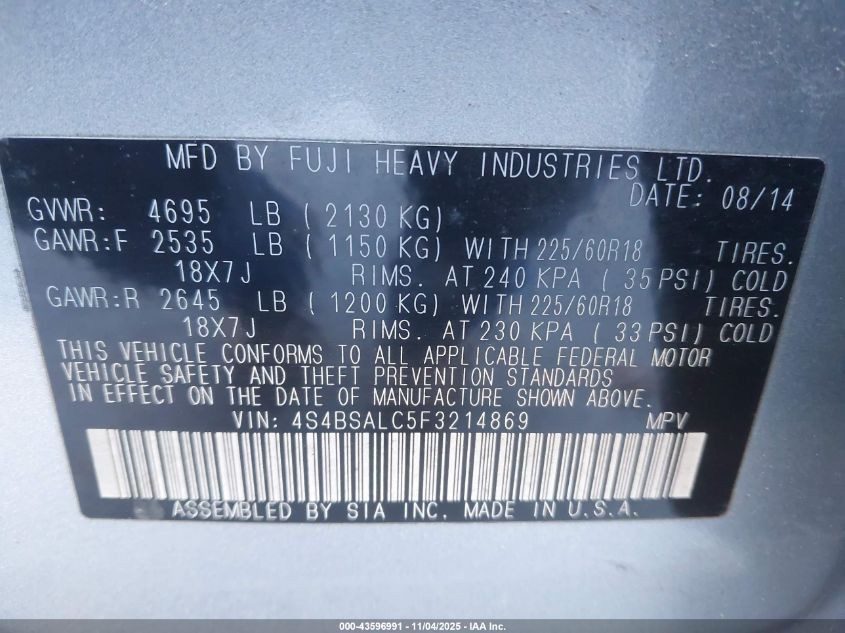 MFD BY FUJI HEAVY INDUSTRIES LTD.
DATE: 08/14
GVWR: 4695 LB ( 2130 KG)
GAWR:F 2535 LB ( 1150 KG) WITH 225/60R18 TIRES.
18X7J RIMS. AT 240 KPA ( 35 PSI) COLD
GAWR:R 2645 LB ( 1200 KG) WITH 225/60R18 TIRES.
18X7J RIMS. AT 230 KPA ( 33 PSI) COLD
THIS VEHICLE CONFORMS TO ALL APPLICABLE FEDERAL MOTOR
VEHICLE SAFETY AND THEFT PREVENTION STANDARDS
IN EFFECT ON THE DATE OF MANUFACTURE SHOWN ABOVE.
VIN: 4S4BSALC5F3214869 MPV
ASSEMBLED BY SIA INC. MADE IN U.S.A.
000-43596991 - 11/04/2025 - IAA Inc.